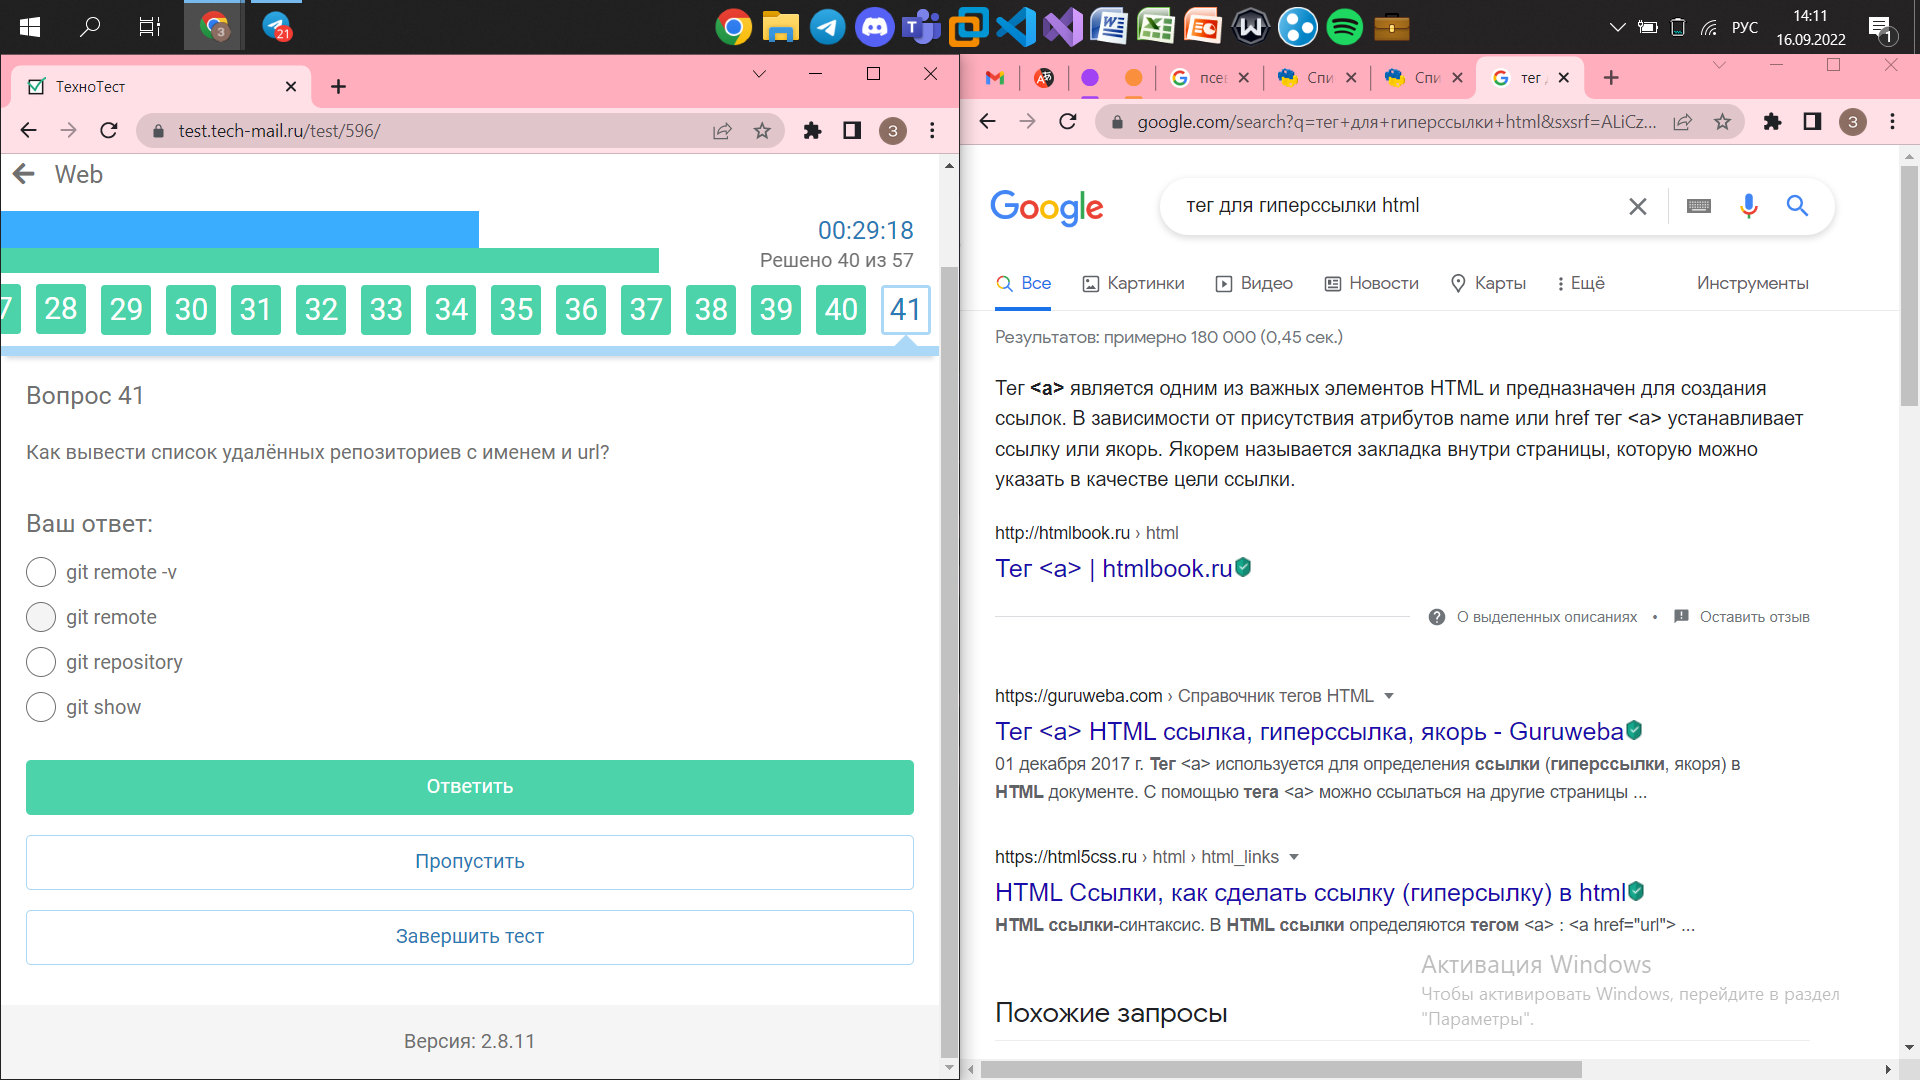 3
21
РУС
14:11
16.09.2022
1
ТехноТест
test.tech-mail.ru/test/596/
3
Web
00:29:18
Решено 40 из 57
7 28 29 30 31 32 33 34 35 36 37 38 39 40 41
Вопрос 41
Как вывести список удалённых репозиториев с именем и url?
Ваш ответ:
git remote -v
git remote
git repository
git show
Ответить
Пропустить
Завершить тест
Версия: 2.8.11
псе
Спи
Спи
тег
google.com/search?q=тег+для+гиперссылки+html&sxsrf=ALiCz...
3
Google
тег для гиперссылки html
Все
Картинки
Видео
Новости
Карты
Ещё
Инструменты
Результатов: примерно 180 000 (0,45 сек.)
Тег <a> является одним из важных элементов HTML и предназначен для создания
ссылок. В зависимости от присутствия атрибутов name или href тег <a> устанавливает
ссылку или якорь. Якорем называется закладка внутри страницы, которую можно
указать в качестве цели ссылки.
http://htmlbook.ru › html
Тег <a> | htmlbook.ru
О выделенных описаниях • Оставить отзыв
https://guruweba.com › Справочник тегов HTML
Тег <a> HTML ссылка, гиперссылка, якорь - Guruweba
01 декабря 2017 г. Тег <a> используется для определения ссылки (гиперссылки, якоря) в
HTML документе. С помощью тега <a> можно ссылаться на другие страницы ...
https://html5css.ru › html › html_links
HTML Ссылки, как сделать ссылку (гиперсылку) в html
HTML ссылки-синтаксис. В HTML ссылки определяются тегом <a> : <a href="url"> ...
Похожие запросы
Активация Windows
Чтобы активировать Windows, перейдите в раздел
"Параметры".